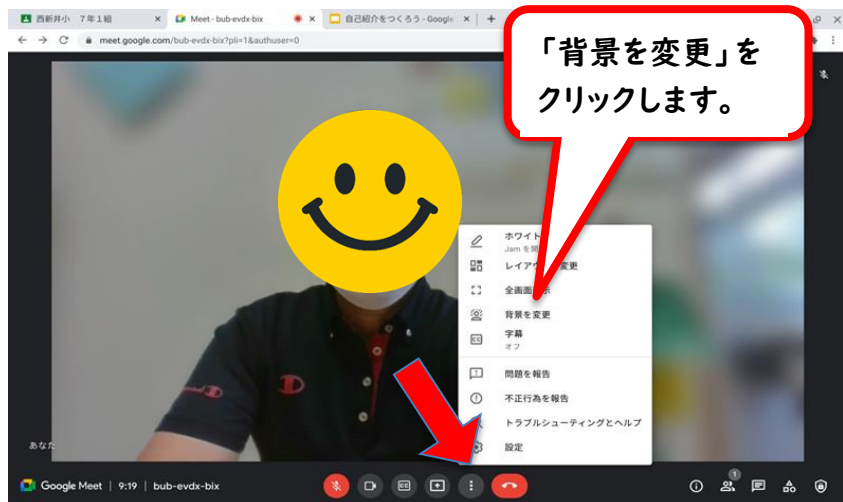 西新井小　7年1組
Meet - bub-evdx-bix
自己紹介をつくろう - Google
meet.google.com/bub-evdx-bix?pli=1&authuser=0
「背景を変更」を
クリックします。
ホワイト
Jam を開
レイアウ
変更
全画面
背景を変更
字幕
オフ
問題を報告
不正行為を報告
トラブルシューティングとヘルプ
設定
あなた
Google Meet | 9:19 | bub-evdx-bix
1